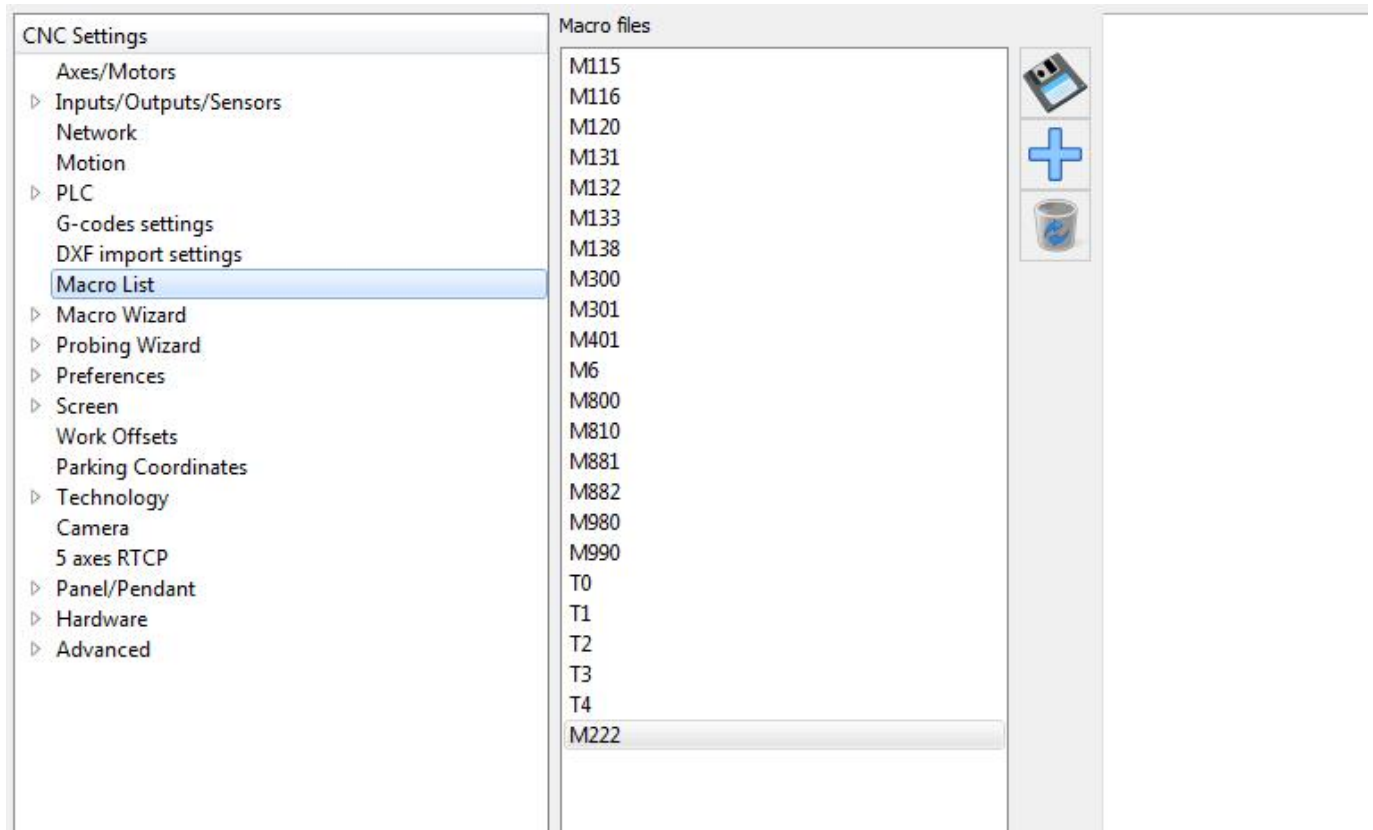 CNC Settings
Axes/Motors
Inputs/Outputs/Sensors
Network
Motion
PLC
G-codes settings
DXF import settings
Macro List
Macro Wizard
Probing Wizard
Preferences
Screen
Work Offsets
Parking Coordinates
Technology
Camera
5 axes RTCP
Panel/Pendant
Hardware
Advanced
Macro files
M115
M116
M120
M131
M132
M133
M138
M300
M301
M401
M6
M800
M810
M881
M882
M980
M990
T0
T1
T2
T3
T4
M222